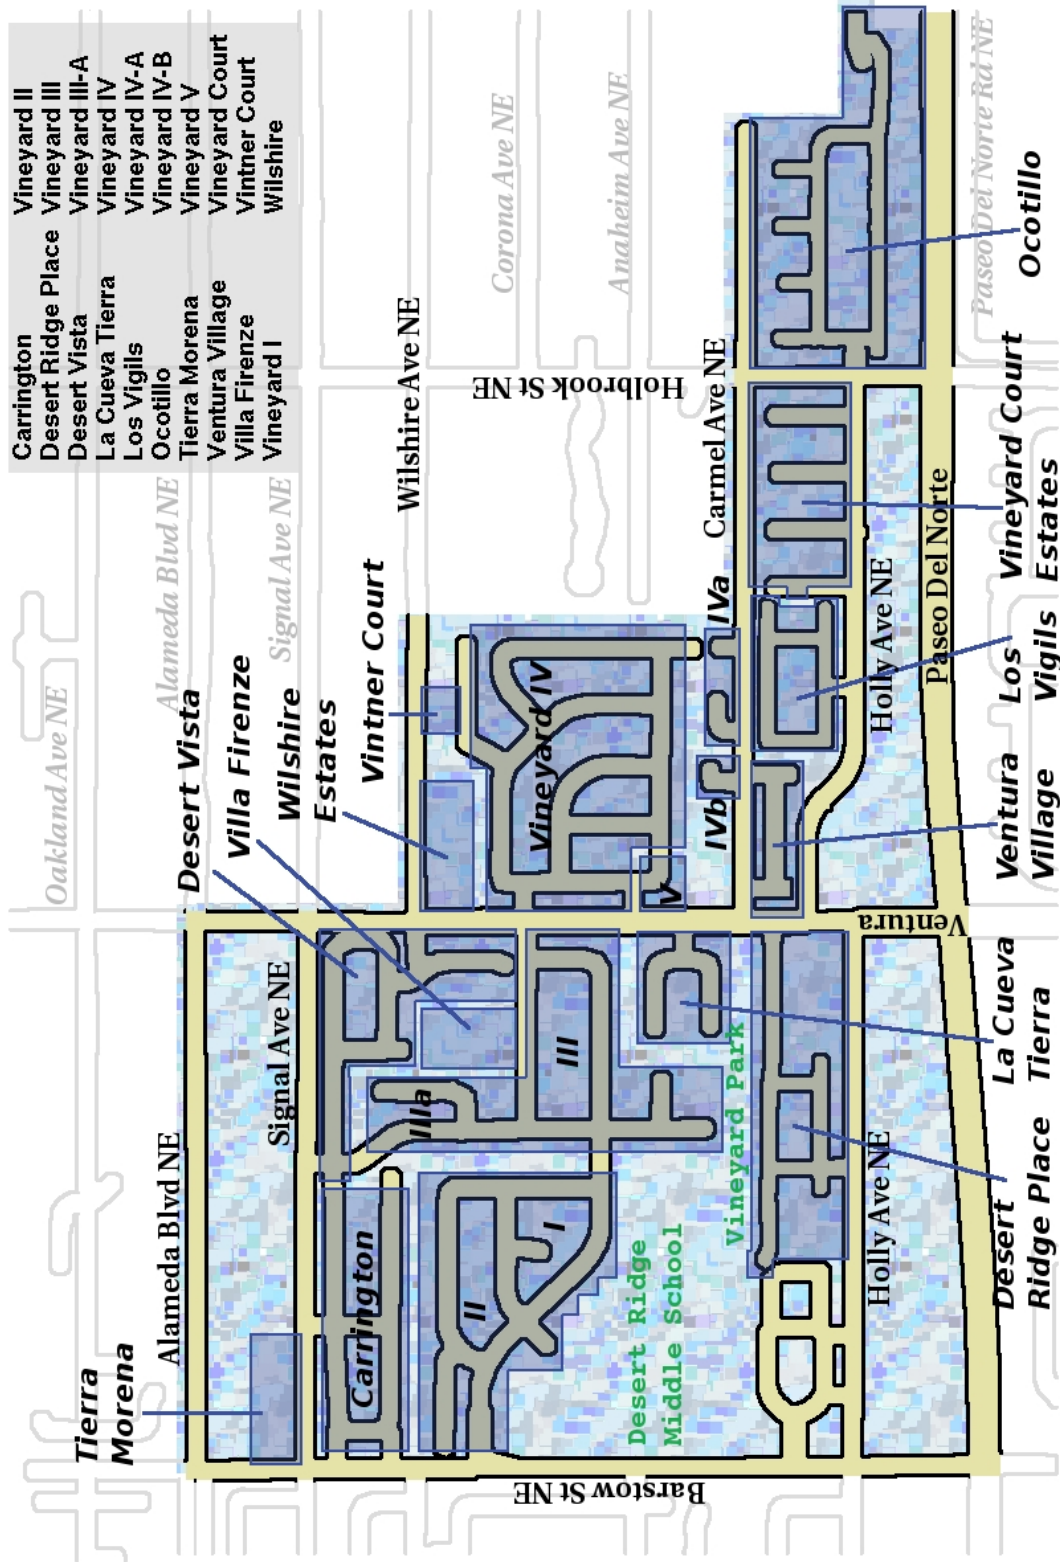 Carrington
Desert Ridge Place
Desert Vista
La Cueva Tierra
Los Vigils
Ocotillo
Tierra Morena
Ventura Village
Villa Firenze
Vineyard I
Vineyard II
Vineyard III
Vineyard III-A
Vineyard IV
Vineyard IV-A
Vineyard IV-B
Vineyard V
Vineyard Court
Vintner Court
Wilshire
Oakland Ave NE
Alameda Blvd NE
Signal Ave NE
Corona Ave NE
Anaheim Ave NE
Paseo Del Norte Rd NE
Tierra
Morena
Alameda Blvd NE
Signal Ave NE
Desert Vista
Villa Firenze
Wilshire
Estates
Vintner Court
Wilshire Ave NE
Holbrook St NE
Carrington
IIIa
II
I
III
Vineyard IV
V
IVb
IVa
Carmel Ave NE
Desert Ridge
Middle School
Vineyard Park
Barstow St NE
Holly Ave NE
Ventura
Holly Ave NE
Paseo Del Norte
Desert
Ridge Place
La Cueva
Tierra
Ventura
Village
Los
Vigils
Vineyard Court
Estates
Ocotillo